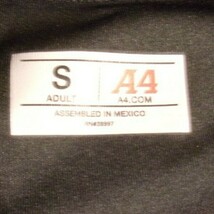 S A4
ADULT A4.COM
ASSEMBLED IN MEXICO